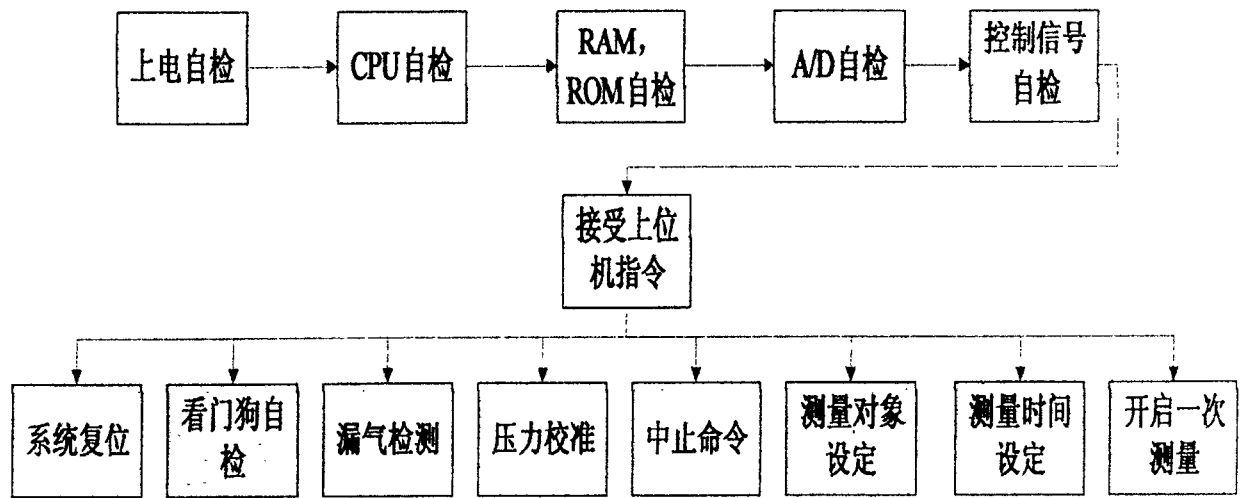 上电自检
CPU自检
RAM,
ROM自检
A/D自检
控制信号
自检
接受上位
机指令
系统复位
看门狗自
检
漏气检测
压力校准
中止命令
测量对象
设定
测量时间
设定
开启一次
测量